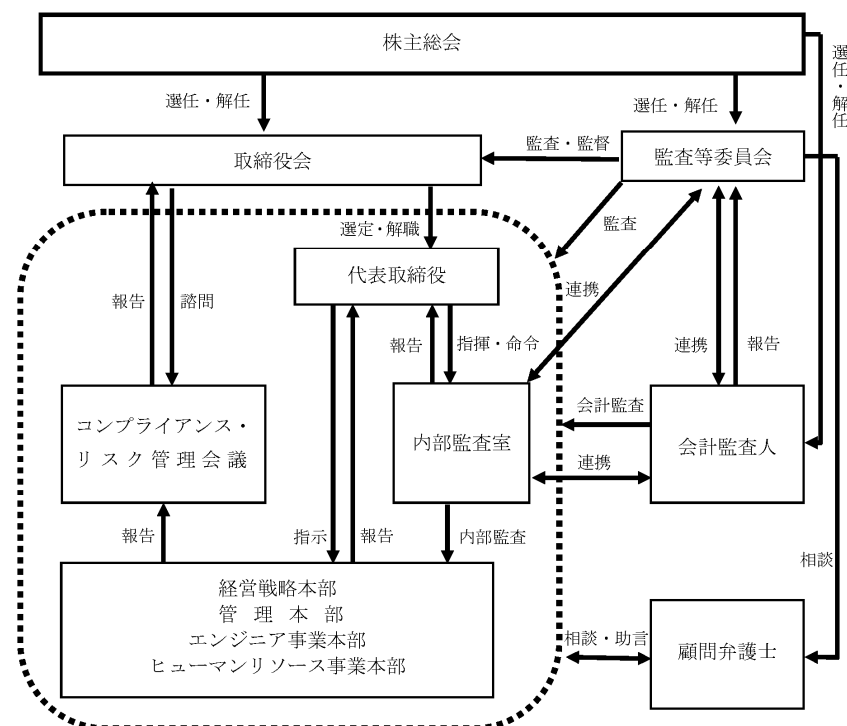 株主総会
選任・解任
選任・解任
選任・解任
取締役会
監査・監督
監査等委員会
選定・解職
監査
代表取締役
報告
諮問
連携
報告
指揮・命令
連携
報告
コンプライアンス・
リスク管理会議
内部監査室
会計監査
会計監査人
連携
報告
指示
報告
内部監査
相談
経営戦略本部
管理本部
エンジニア事業本部
ヒューマンリソース事業本部
相談・助言
顧問弁護士